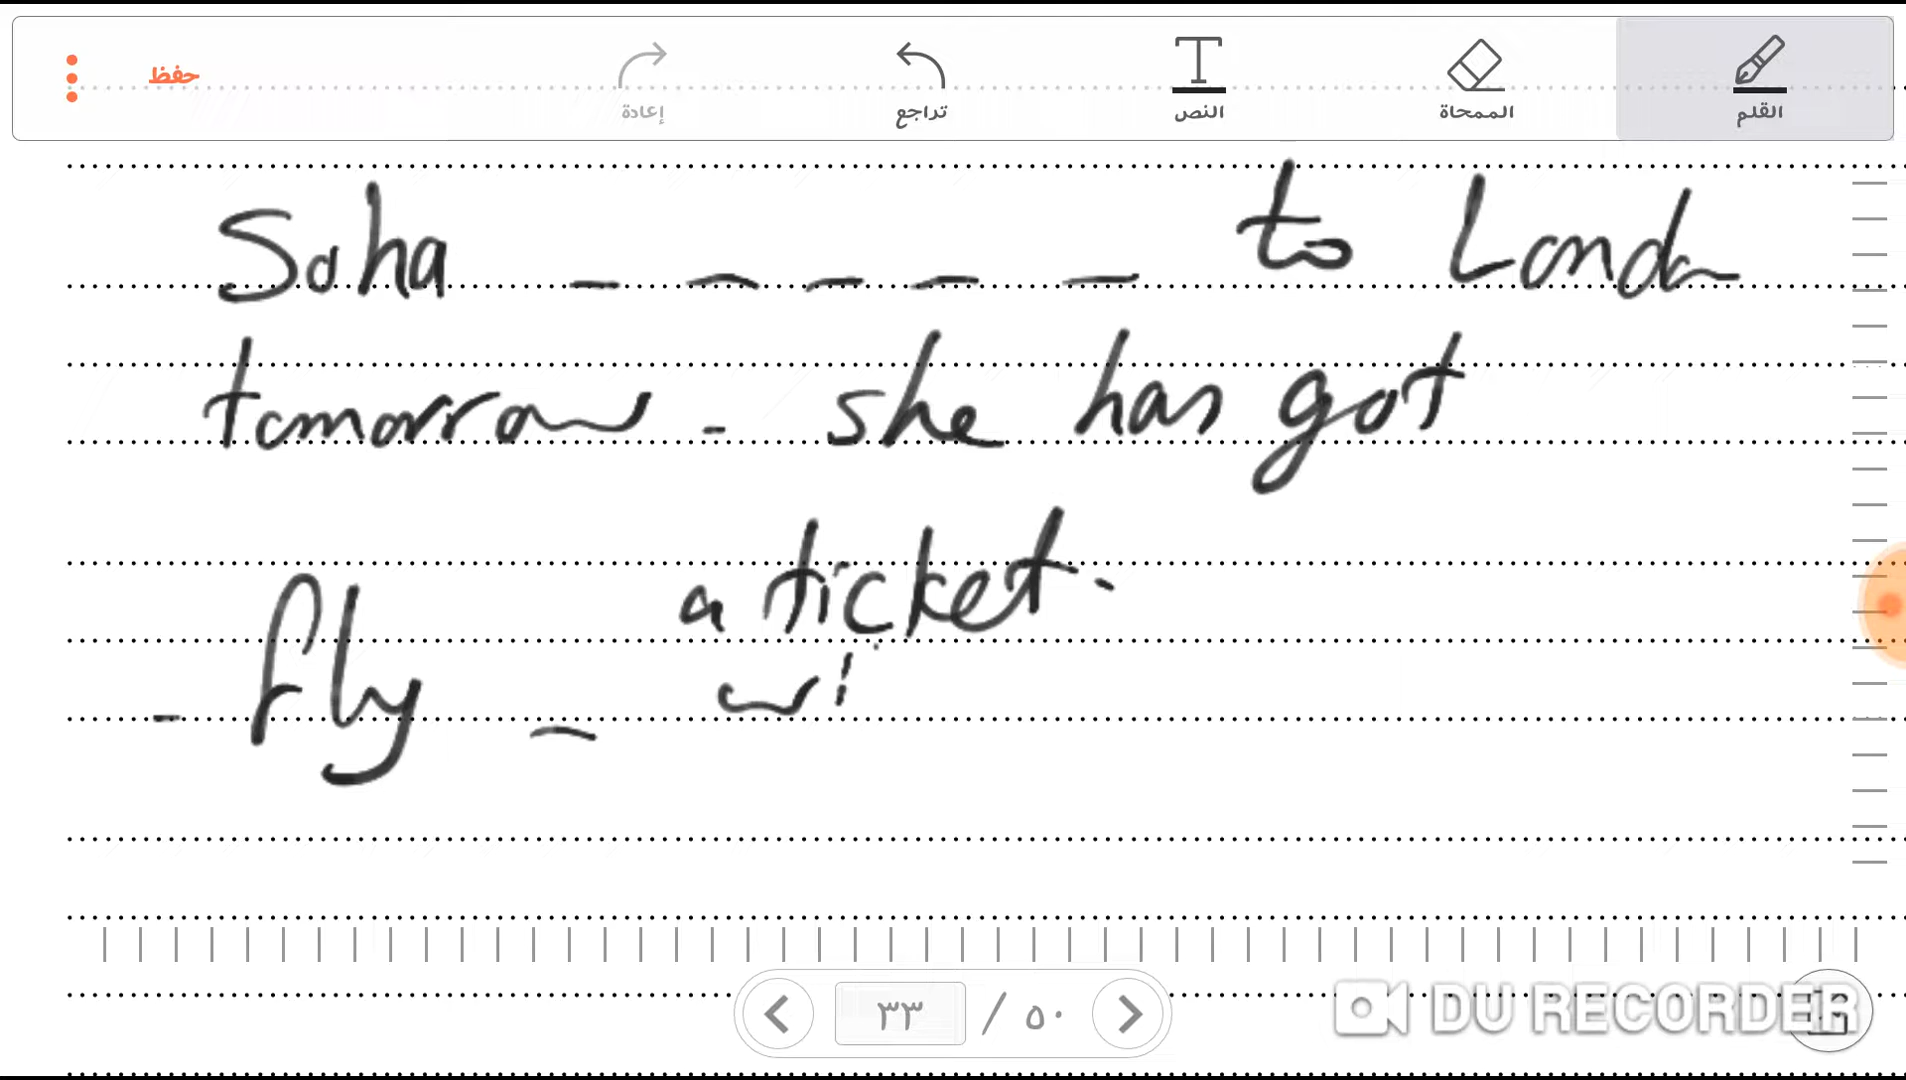 حفظ إعادة تراجع النص الممحاة القلم
Soha _ _ _ _ _ to London
tomorrow - she has got
a ticket.
- fly _ wi
٣٣ / ٥٠
DU RECORDER